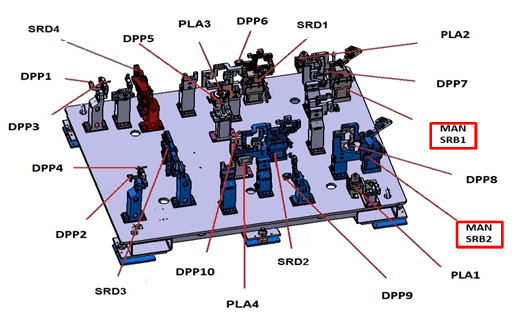 PLA3
DPP6
SRD1
SRD4
DPP5
PLA2
DPP1
DPP7
DPP3
MAN
SRB1
DPP4
DPP8
DPP2
MAN
SRB2
SRD3
DPP10
SRD2
PLA1
PLA4
DPP9